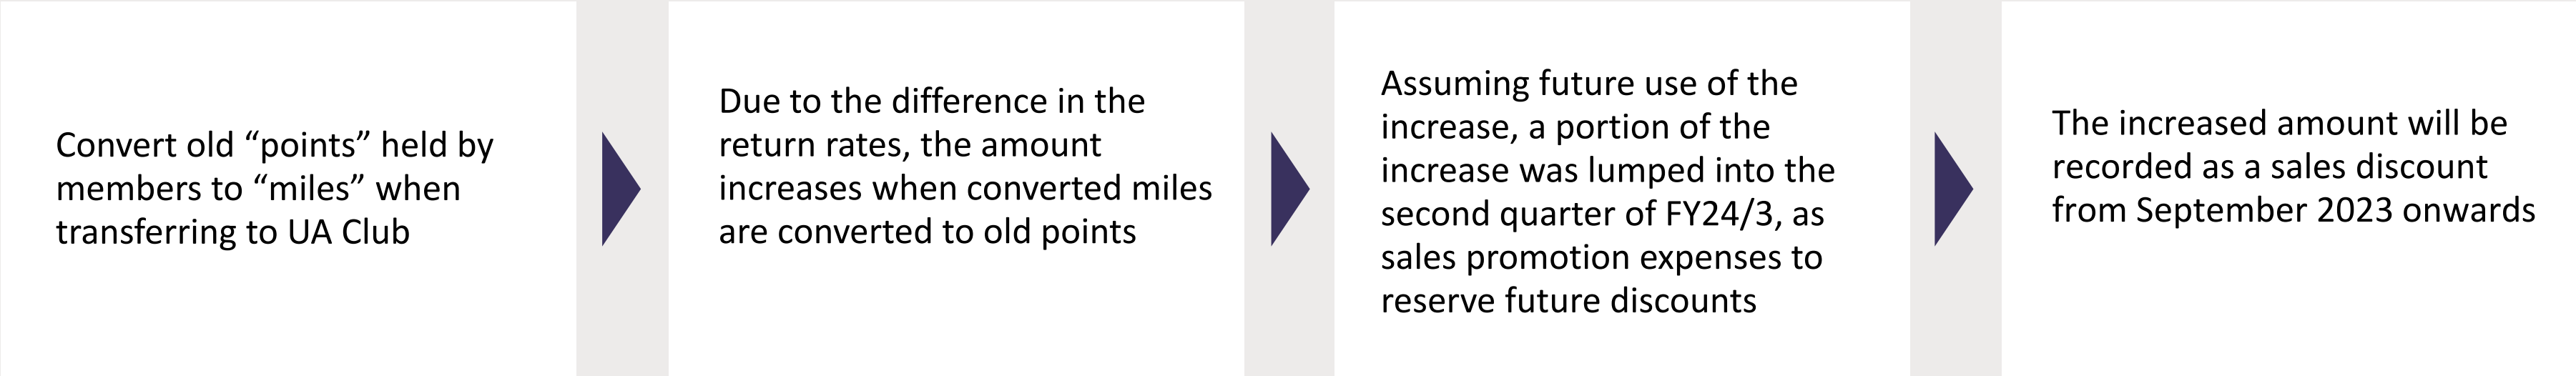 Convert old “points” held by
members to “miles” when
transferring to UA Club
Due to the difference in the
return rates, the amount
increases when converted miles
are converted to old points
Assuming future use of the
increase, a portion of the
increase was lumped into the
second quarter of FY24/3, as
sales promotion expenses to
reserve future discounts
The increased amount will be
recorded as a sales discount
from September 2023 onwards